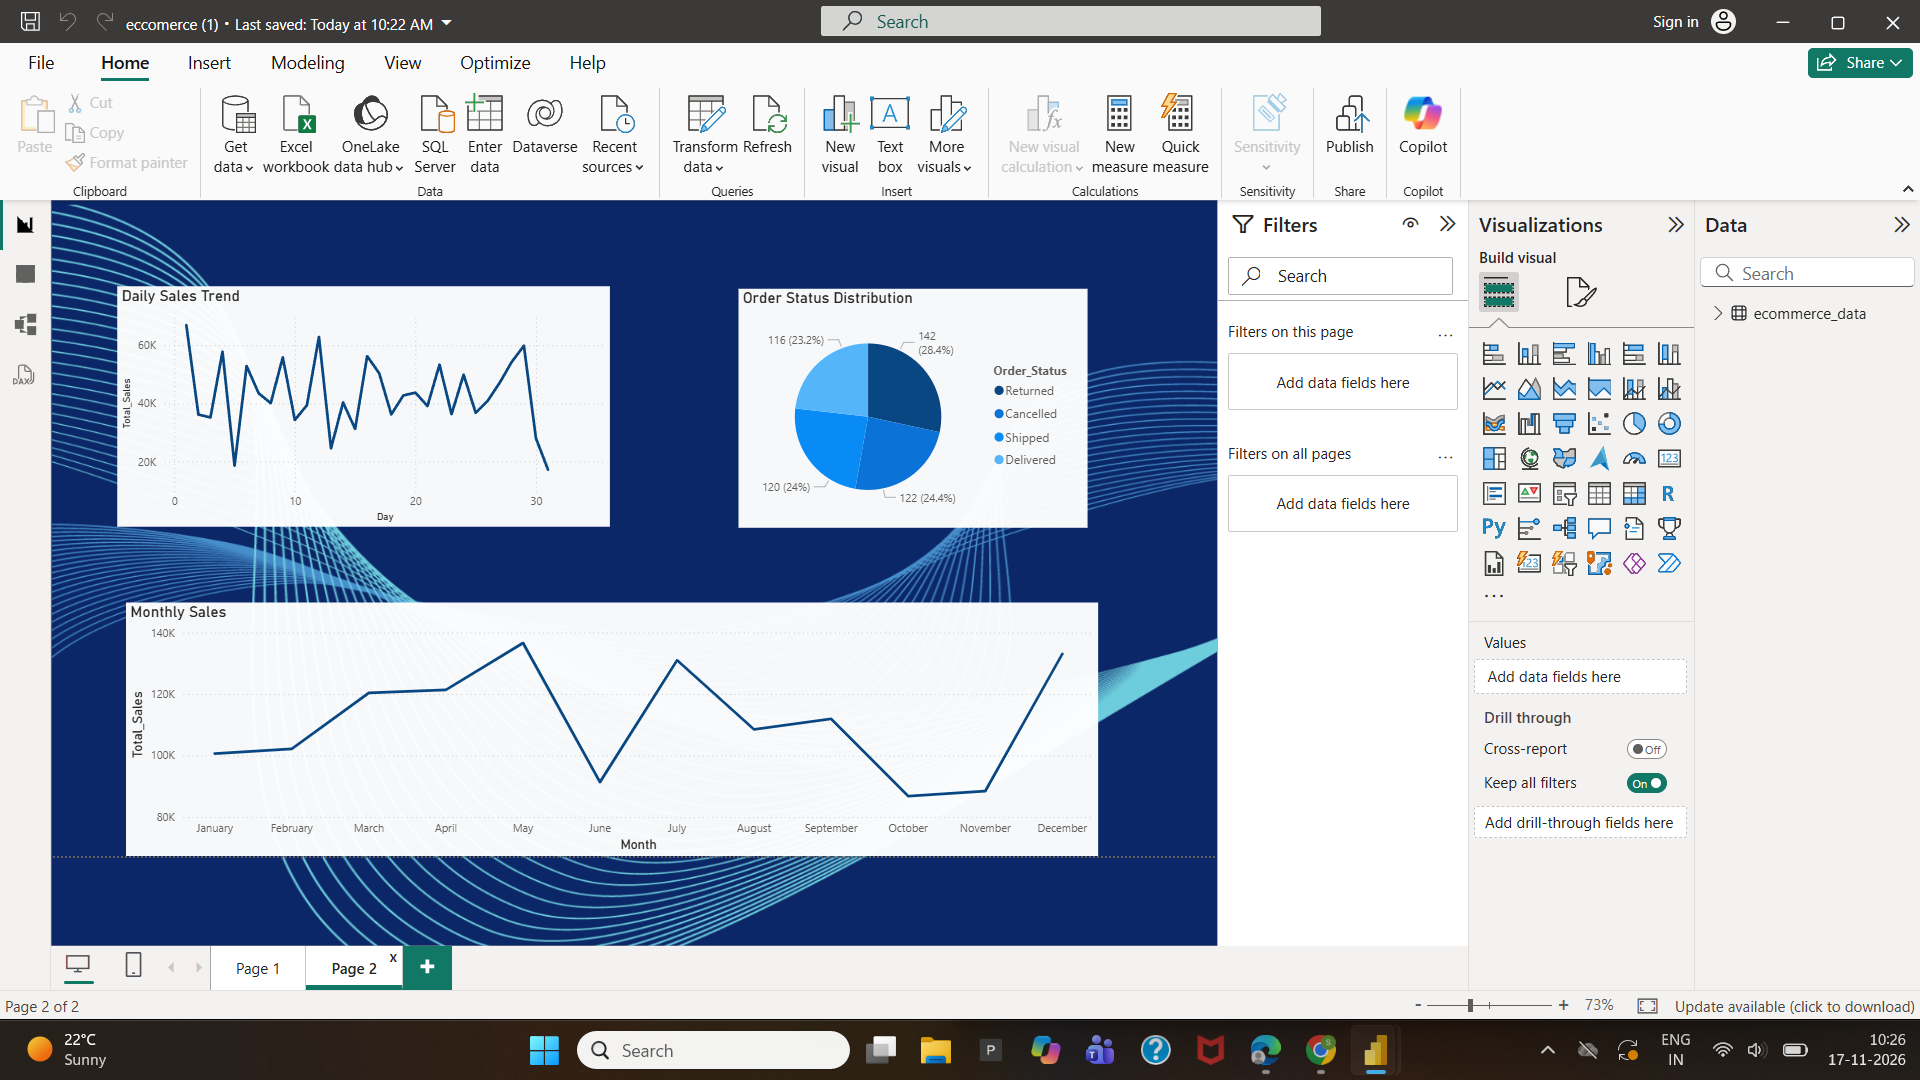 eccomerce (1) • Last saved: Today at 10:22 AM
Search
Sign in
File Home Insert Modeling View Optimize Help
Share
Paste
Cut
Copy
Format painter
Clipboard
Get data
Excel workbook
OneLake data hub
SQL Server
Enter data
Dataverse
Recent sources
Data
Transform data
Refresh
Queries
New visual
Text box
More visuals
Insert
New visual calculation
New measure
Quick measure
Calculations
Sensitivity
Sensitivity
Publish
Share
Copilot
Copilot
DAX
Daily Sales Trend
Total_Sales
60K
40K
20K
0 10 20 30
Day
Order Status Distribution
116 (23.2%)
142 (28.4%)
120 (24%)
122 (24.4%)
Order_Status
Returned
Cancelled
Shipped
Delivered
Monthly Sales
Total_Sales
140K
120K
100K
80K
January February March April May June July August September October November December
Month
Filters
Search
Filters on this page ...
Add data fields here
Filters on all pages ...
Add data fields here
Visualizations
Build visual
123
R
Py
123
...
Values
Add data fields here
Drill through
Cross-report
Off
Keep all filters
On
Add drill-through fields here
Data
Search
ecommerce_data
Page 1
Page 2 x
+
Page 2 of 2
- + 73%
Update available (click to download)
22°C
Sunny
Search
P
T
?
S
ENG
IN
10:26
17-11-2026